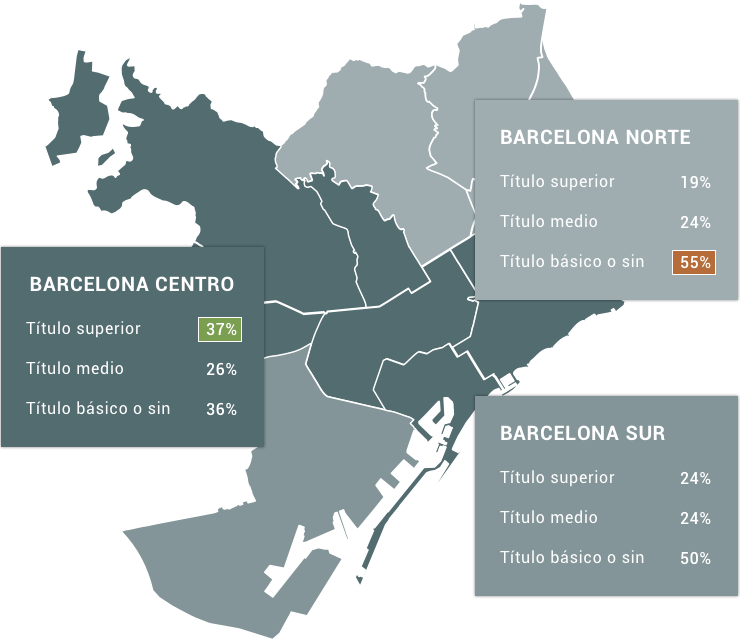 BARCELONA NORTE
Título superior 19%
Título medio 24%
Título básico o sin 55%
BARCELONA CENTRO
Título superior 37%
Título medio 26%
Título básico o sin 36%
BARCELONA SUR
Título superior 24%
Título medio 24%
Título básico o sin 50%